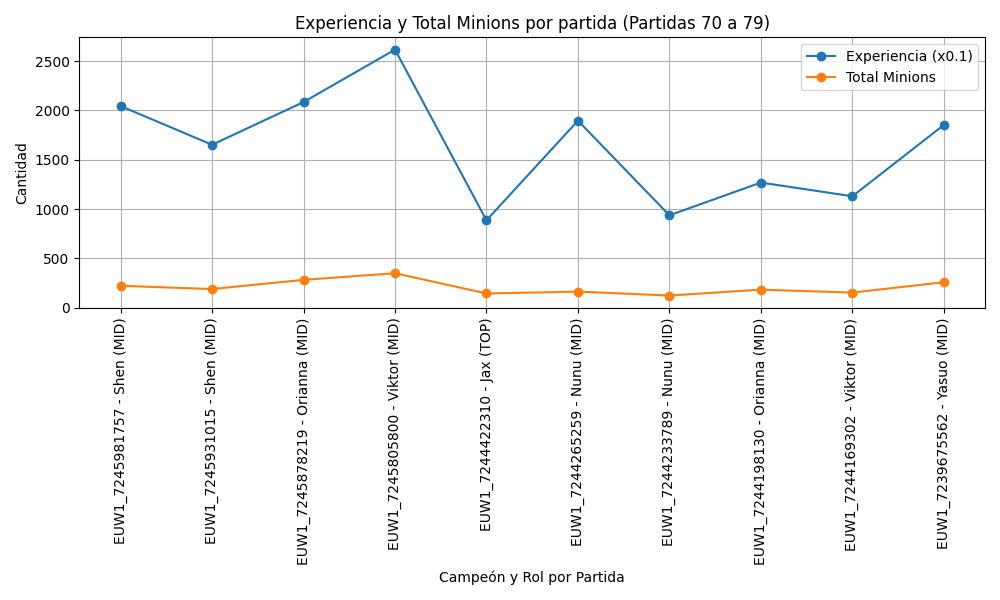 Experiencia y Total Minions por partida (Partidas 70 a 79)
Experiencia (x0.1)
Total Minions
Cantidad
2500
2000
1500
1000
500
0
EUW1_7245981757 - Shen (MID)
EUW1_7245931015 - Shen (MID)
EUW1_7245878219 - Orianna (MID)
EUW1_7245805800 - Viktor (MID)
EUW1_7244422310 - Jax (TOP)
EUW1_7244265259 - Nunu (MID)
EUW1_7244233789 - Nunu (MID)
EUW1_7244198130 - Orianna (MID)
EUW1_7244169302 - Viktor (MID)
EUW1_7239675562 - Yasuo (MID)
Campeón y Rol por Partida